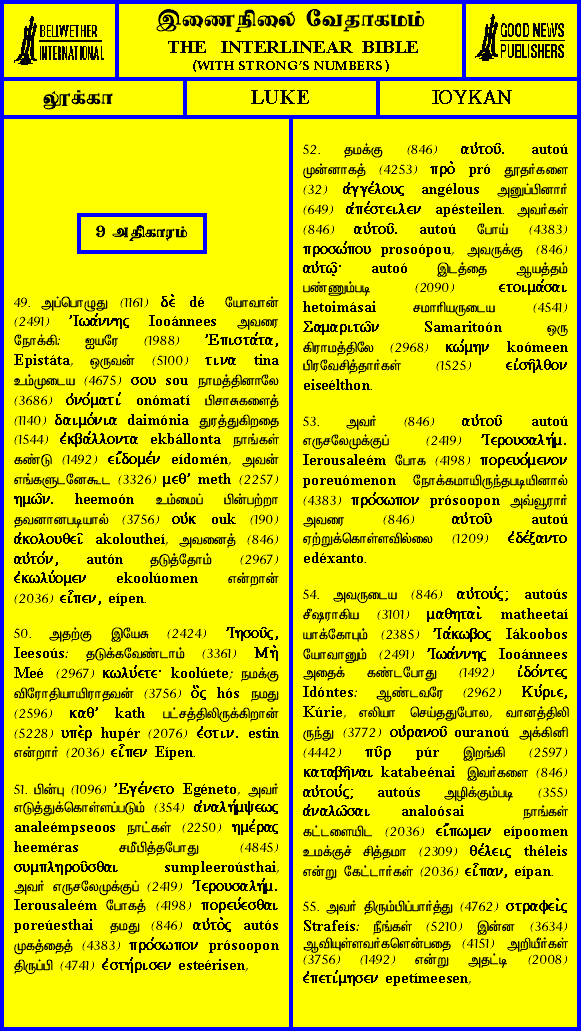 BELLWETHER
INTERNATIONAL
இணைநிலை வேதாகமம்
THE INTERLINEAR BIBLE
(WITH STRONG'S NUMBERS)
GOOD NEWS
PUBLISHERS
லூக்கா
LUKE
ΙΟΥΚΑΝ
9 அதிகாரம்
49. அப்பொழுது (1161) δὲ dé யோவான்
(2491) Ἰωάννης Iooánnees அவரை
நோக்கி: ஐயரே (1988) Ἐπιστάτα,
Epistáta, ஒருவன் (5100) τινα tina
உம்முடைய (4675) σου sou நாமத்தினாலே
(3686) ὀνόματί onómatí பிசாசுகளைத்
(1140) δαιμόνια daimónia துரத்துகிறதை
(1544) ἐκβάλλοντα ekbállonta நாங்கள்
கண்டு (1492) εἴδομέν eídomén, அவன்
எங்களுடனேகூட (3326) μεθ' meth (2257)
ημῶν. heemoón உம்மைப் பின்பற்றா
தவனானபடியால் (3756) οὐκ ouk (190)
ἀκολουθεῖ akolouthei, அவனைத் (846)
αὐτόν, autón தடுத்தோம் (2967)
ἐκωλύομεν ekoolúomen என்றான்
(2036) εἶπεν, eípen.
50. அதற்கு இயேசு (2424) Ἰησοῦς,
Ieesoús: தடுக்கவேண்டாம் (3361) Μὴ
Meé (2967) κωλύετε· koolúete; நமக்கு
விரோதியாயிராதவன் (3756) ὃς hós நமது
(2596) καθ' kath பட்சத்திலிருக்கிறான்
(5228) υπὲρ hupér (2076) ἐστιν. estin
என்றார் (2036) εἶπεν Eípen.
51. பின்பு (1096) Ἐγένετο Egéneto, அவர்
எடுத்துக்கொள்ளப்படும் (354) ἀναλήμψεως
analeémpseoos நாட்கள் (2250) ημέρας
heeméras சமீபித்தபோது (4845)
συμπληροῦσθαι sumpleeroústhai,
அவர் எருசலேமுக்குப் (2419) Ἰερουσαλήμ.
Ierousaleém போகத் (4198) πορεύεσθαι
poreúesthai தமது (846) αὐτὸς autós
முகத்தைத் (4383) πρόσωπον prósoopon
திருப்பி (4741) ἐστήρισεν esteérisen,
52. தமக்கு (846) αὐτοῦ. autoú
முன்னாகத் (4253) πρὸ pró தூதர்களை
(32) ἀγγέλους angélous அனுப்பினார்
(649) ἀπέστειλεν apésteilen. அவர்கள்
(846) αὐτοῦ. autoú போய் (4383)
προσώπου prosoópou, அவருக்கு (846)
αὐτῷ· autoó இடத்தை ஆயத்தம்
பண்ணும்படி (2090) ετοιμάσαι
hetoimásai சமாரியருடைய (4541)
Σαμαριτῶν Samaritoón ஒரு
கிராமத்திலே (2968) κώμην koómeen
பிரவேசித்தார்கள் (1525) εἰσῆλθον
eiseélthon.
53. அவர் (846) αὐτοῦ autoú
எருசலேமுக்குப் (2419) Ἰερουσαλήμ.
Ierousaleém போக (4198) πορευόμενον
poreuómenon நோக்கமாயிருந்தபடியினால்
(4383) πρόσωπον prósoopon அவ்வூரார்
அவரை (846) αὐτοῦ autoú
ஏற்றுக்கொள்ளவில்லை (1209) ἐδέξαντο
edéxanto.
54. அவருடைய (846) αὐτούς; autoús
சீஷராகிய (3101) μαθηταὶ matheetaí
யாக்கோபும் (2385) Ἰάκωβος Iákoobos
யோவானும் (2491) Ἰωάννης Iooánnees
அதைக் கண்டபோது (1492) ἰδόντες
Idóntes: ஆண்டவரே (2962) Κύριε,
Kúrie, எலியா செய்ததுபோல, வானத்திலி
ருந்து (3772) οὐρανοῦ ouranoú அக்கினி
(4442) πῦρ púr இறங்கி (2597)
καταβῆναι katabeénai இவர்களை (846)
αὐτούς; autoús அழிக்கும்படி (355)
ἀναλῶσαι analoósai நாங்கள்
கட்டளையிட (2036) εἴπωμεν eípoomen
உமக்குச் சித்தமா (2309) θέλεις théleis
என்று கேட்டார்கள் (2036) εἶπαν, eípan.
55. அவர் திரும்பிப்பார்த்து (4762) στραφεὶς
Strafeís: நீங்கள் (5210) இன்ன (3634)
ஆவியுள்ளவர்களென்பதை (4151) அறியீர்கள்
(3756) (1492) என்று அதட்டி (2008)
ἐπετίμησεν epetímeesen,